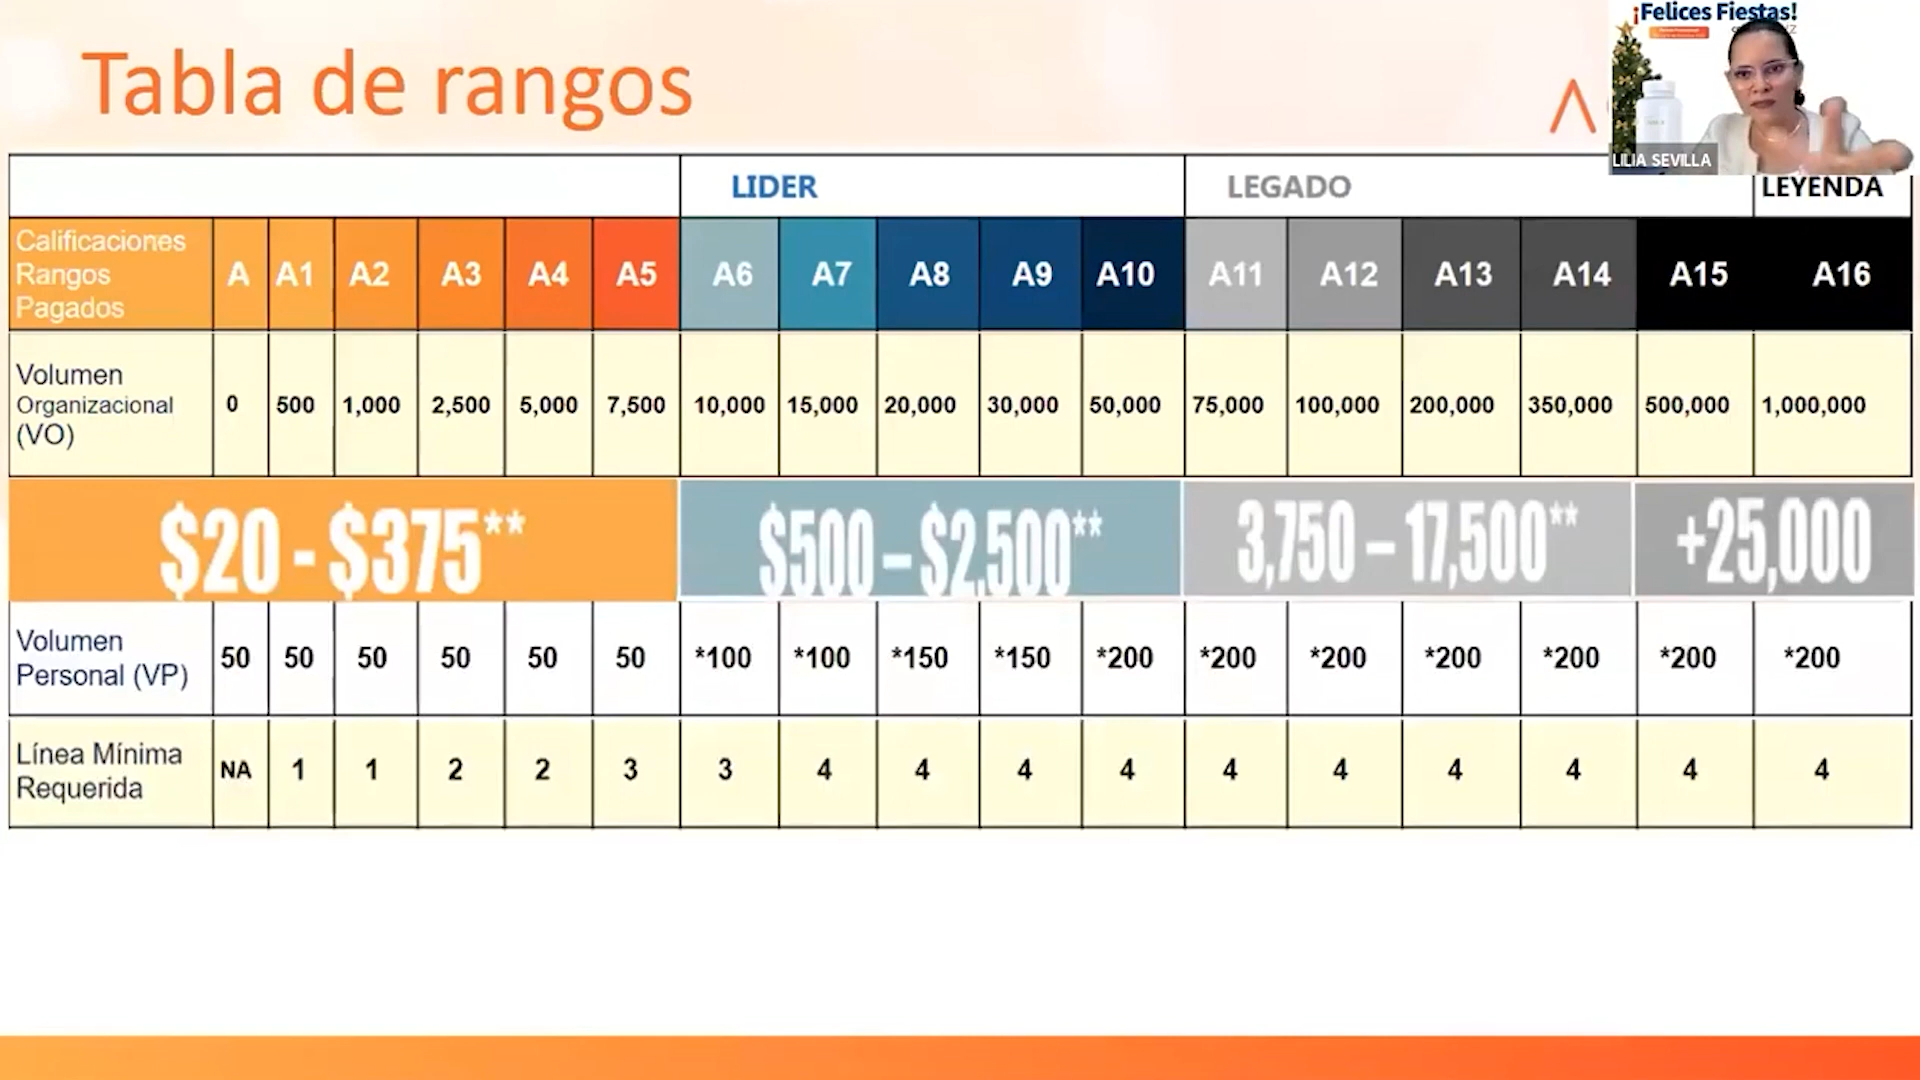 ¡Felices Fiestas!
Tabla de rangos
LILIA SEVILLA
LIDER LEGADO LEYENDA
Calificaciones
Rangos
Pagados
A A1 A2 A3 A4 A5 A6 A7 A8 A9 A10 A11 A12 A13 A14 A15 A16
Volumen
Organizacional
(VO)
0 500 1,000 2,500 5,000 7,500 10,000 15,000 20,000 30,000 50,000 75,000 100,000 200,000 350,000 500,000 1,000,000
$20 - $375** $500 – $2,500** 3,750 – 17,500** +25,000
Volumen
Personal (VP)
50 50 50 50 50 50 *100 *100 *150 *150 *200 *200 *200 *200 *200 *200 *200
Línea Mínima
Requerida
NA 1 1 2 2 3 3 4 4 4 4 4 4 4 4 4 4